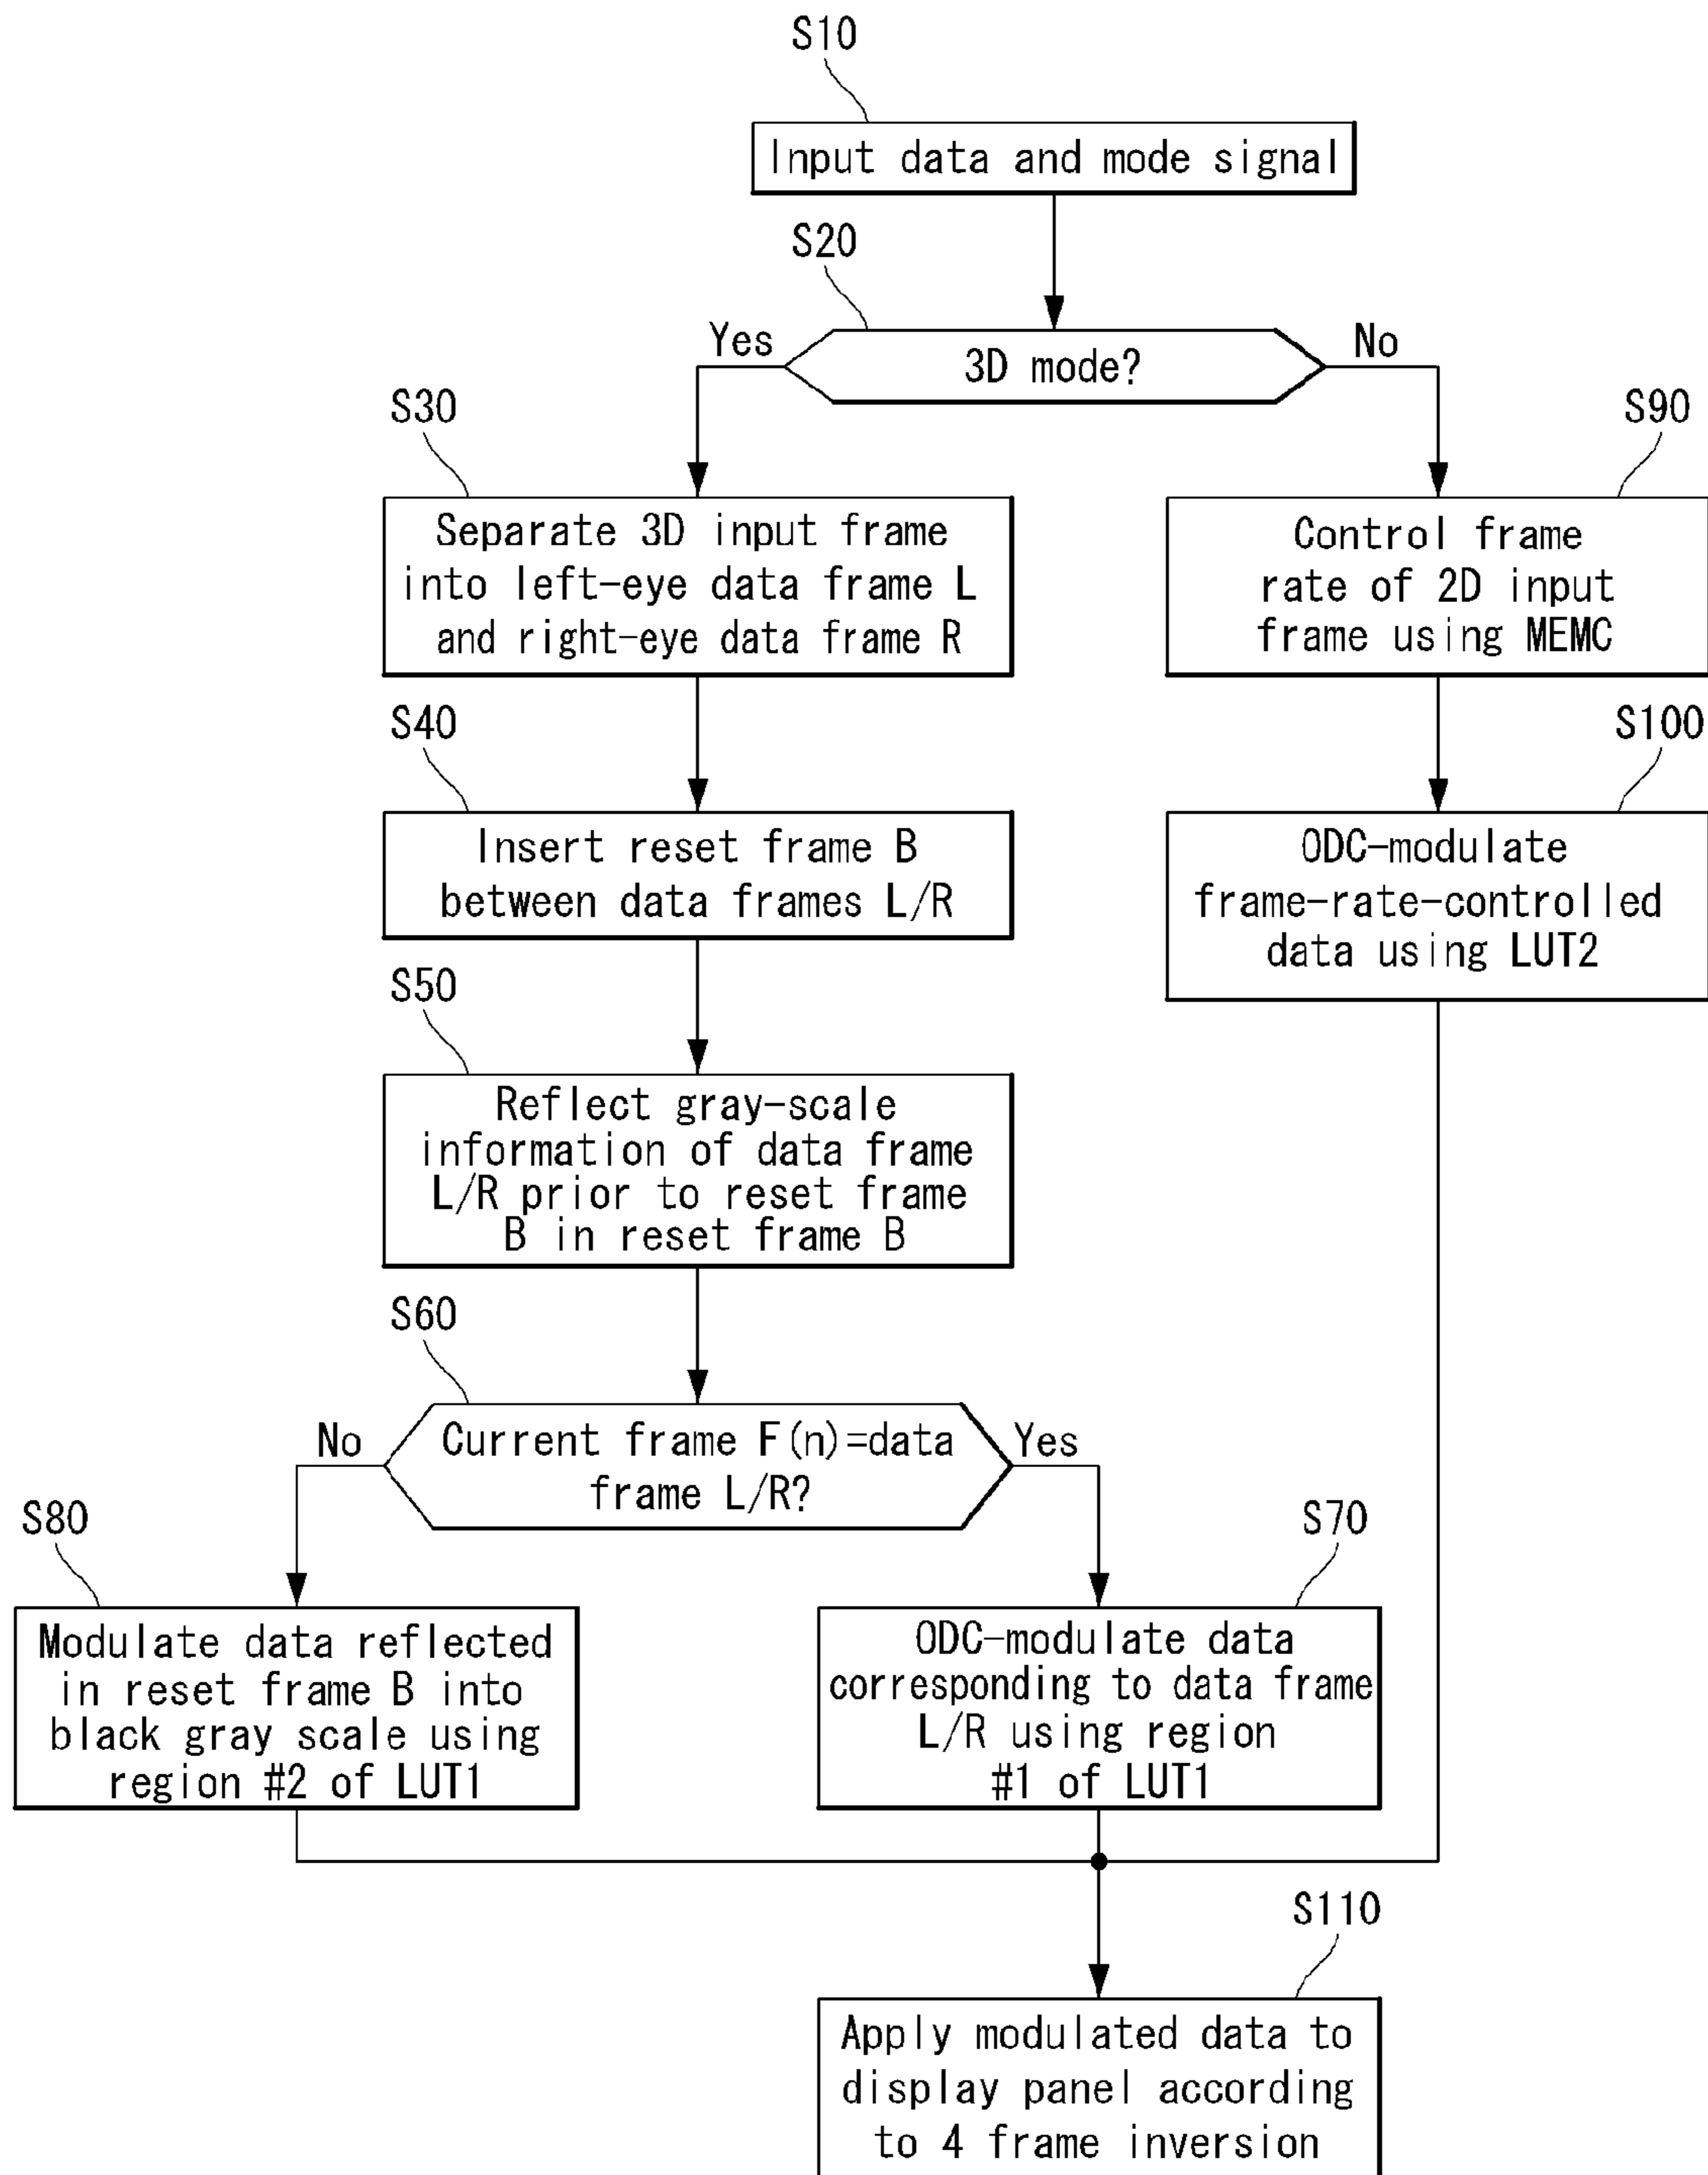 S10
Input data and mode signal
S20
Yes
3D mode?
No
S30
Separate 3D input frame
into left-eye data frame L
and right-eye data frame R
S90
Control frame
rate of 2D input
frame using MEMC
S40
Insert reset frame B
between data frames L/R
S100
ODC-modulate
frame-rate-controlled
data using LUT2
S50
Reflect gray-scale
information of data frame
L/R prior to reset frame
B in reset frame B
S60
No
Current frame F(n)=data
frame L/R?
Yes
S80
Modulate data reflected
in reset frame B into
black gray scale using
region #2 of LUT1
S70
ODC-modulate data
corresponding to data frame
L/R using region
#1 of LUT1
S110
Apply modulated data to
display panel according
to 4 frame inversion